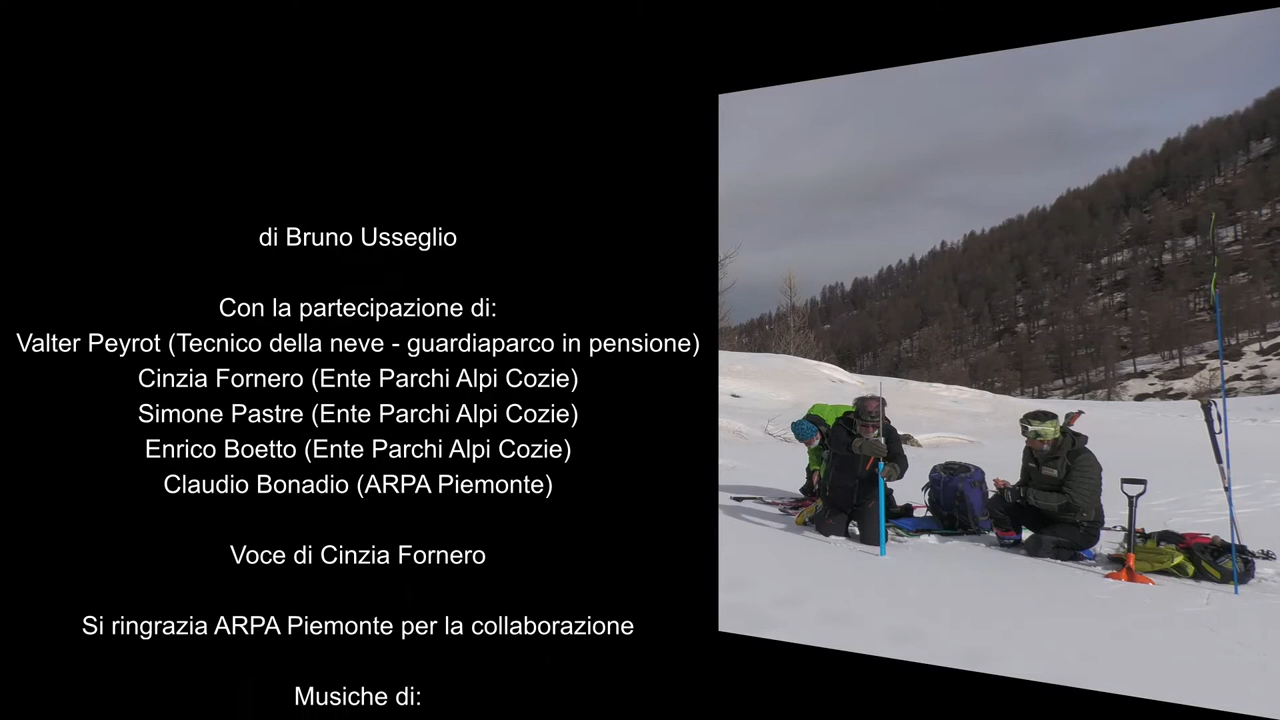 di Bruno Usseglio
Con la partecipazione di:
Valter Peyrot (Tecnico della neve - guardiaparco in pensione)
Cinzia Fornero (Ente Parchi Alpi Cozie)
Simone Pastre (Ente Parchi Alpi Cozie)
Enrico Boetto (Ente Parchi Alpi Cozie)
Claudio Bonadio (ARPA Piemonte)
Voce di Cinzia Fornero
Si ringrazia ARPA Piemonte per la collaborazione
Musiche di: